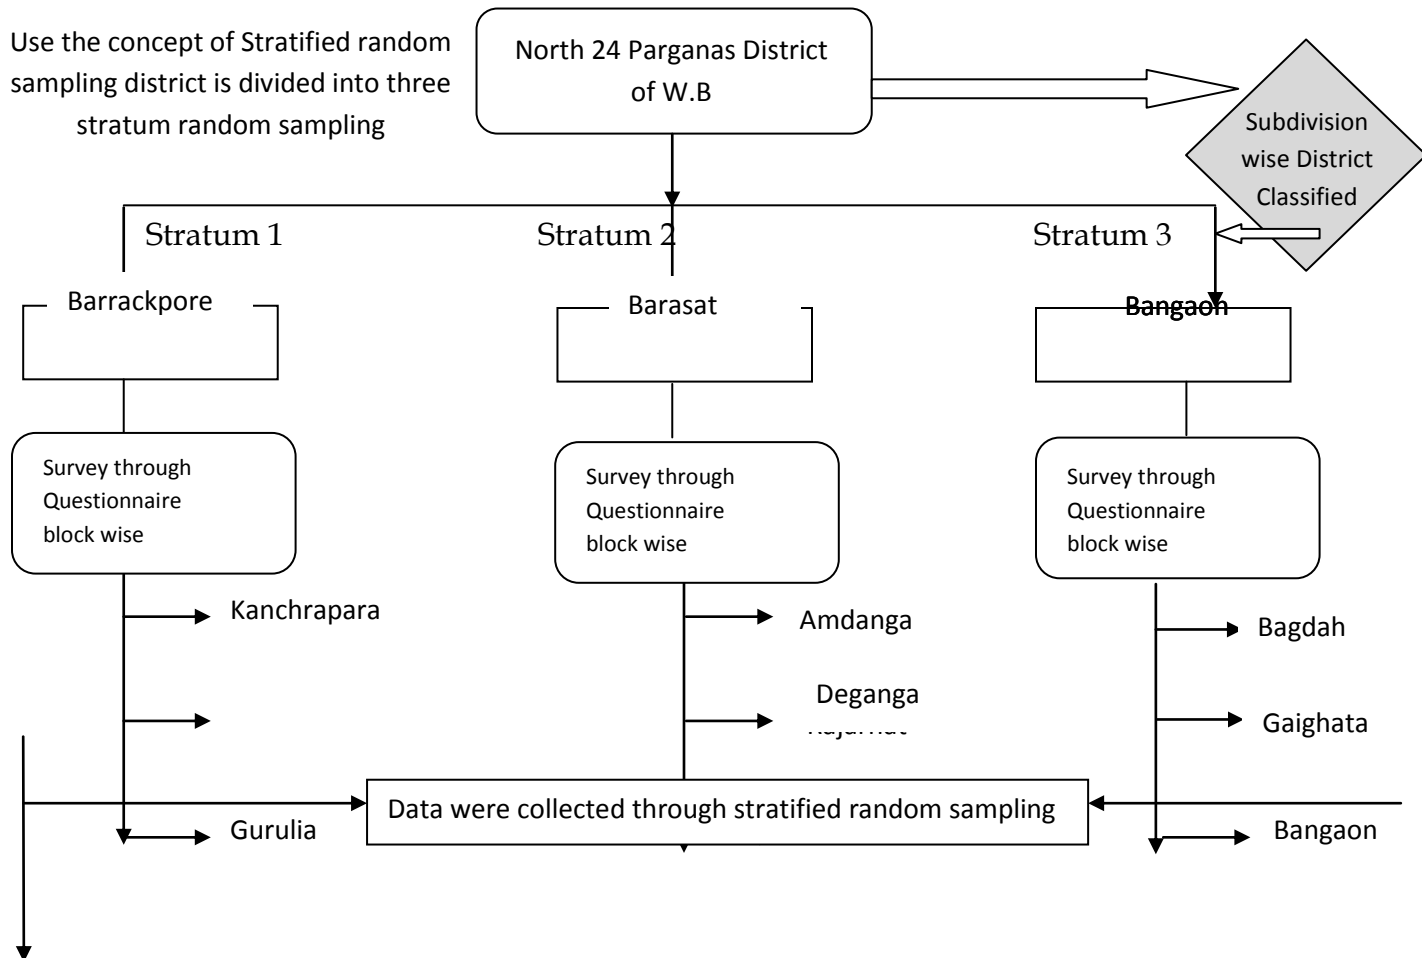 Use the concept of Stratified random
sampling district is divided into three
stratum random sampling
North 24 Parganas District
of W.B
Subdivision
wise District
Classified
Stratum 1
Stratum 2
Stratum 3
Barrackpore
Barasat
Bangaon
Survey through
Questionnaire
block wise
Survey through
Questionnaire
block wise
Survey through
Questionnaire
block wise
Kanchrapara
Amdanga
Bagdah
Deganga
Gaighata
Data were collected through stratified random sampling
Gurulia
Bangaon